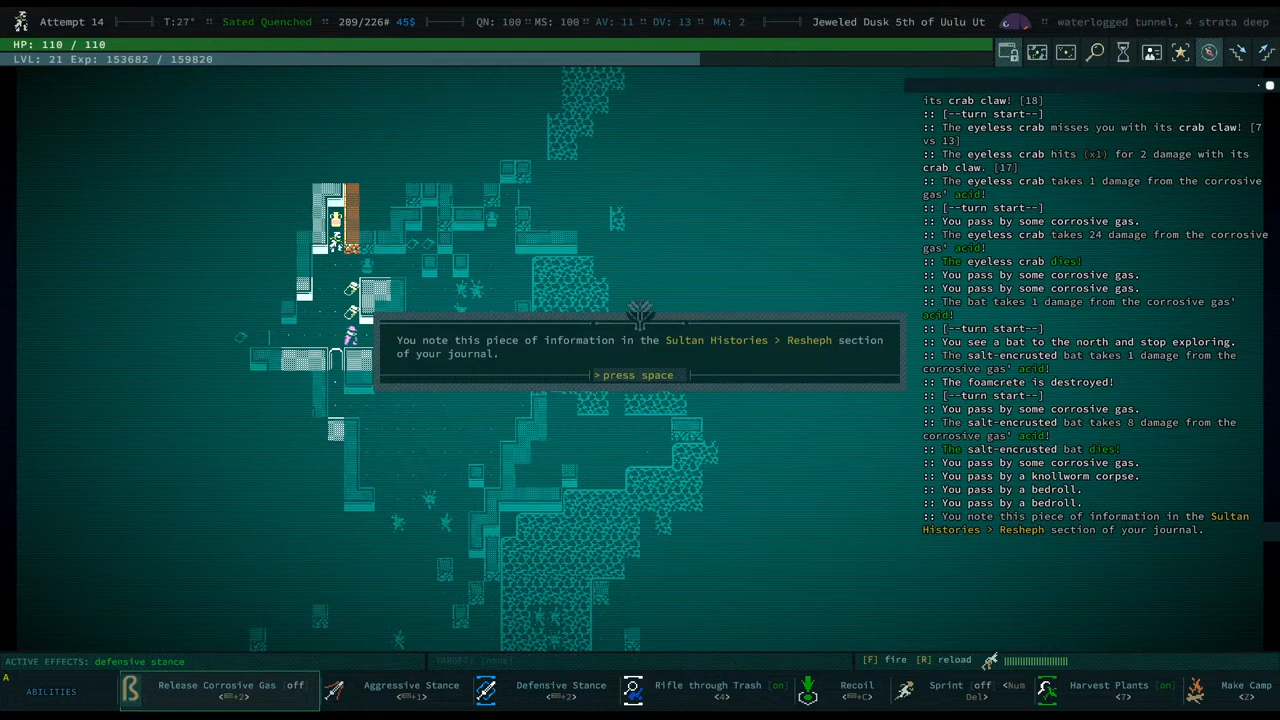 Attempt 14
T:27°
Sated Quenched
209/226# 45$
QN: 100
MS: 100
AV: 11
DV: 13
MA: 2
Jeweled Dusk 5th of Uulu Ut
waterlogged tunnel, 4 strata deep
HP: 110 / 110
LVL: 21 Exp: 153682 / 159820
its crab claw! [18]
:: [--turn start--]
:: The eyeless crab misses you with its crab claw! [7
vs 13]
:: The eyeless crab hits (x1) for 2 damage with its
crab claw. [17]
:: The eyeless crab takes 1 damage from the corrosive
gas' acid!
:: [--turn start--]
:: You pass by some corrosive gas.
:: The eyeless crab takes 24 damage from the corrosive
gas' acid!
:: The eyeless crab dies!
:: You pass by some corrosive gas.
:: You pass by some corrosive gas.
:: The bat takes 1 damage from the corrosive gas'
acid!
:: [--turn start--]
:: You see a bat to the north and stop exploring.
:: The salt-encrusted bat takes 1 damage from the
corrosive gas' acid!
:: The foamcrete is destroyed!
:: [--turn start--]
:: You pass by some corrosive gas.
:: The salt-encrusted bat takes 8 damage from the
corrosive gas' acid!
:: The salt-encrusted bat dies!
:: You pass by some corrosive gas.
:: You pass by a knollworm corpse.
:: You pass by a bedroll.
:: You pass by a bedroll.
:: You note this piece of information in the Sultan
Histories > Resheph section of your journal.
You note this piece of information in the Sultan Histories > Resheph section
of your journal.
> press space
ACTIVE EFFECTS: defensive stance
TARGET: [none]
[F] fire [R] reload
A
ABILITIES
Release Corrosive Gas [off]
Aggressive Stance
Defensive Stance
Rifle through Trash [on]
<4>
Recoil
Sprint [off] <Num
Del>
Harvest Plants [on]
<7>
Make Camp
<Z>